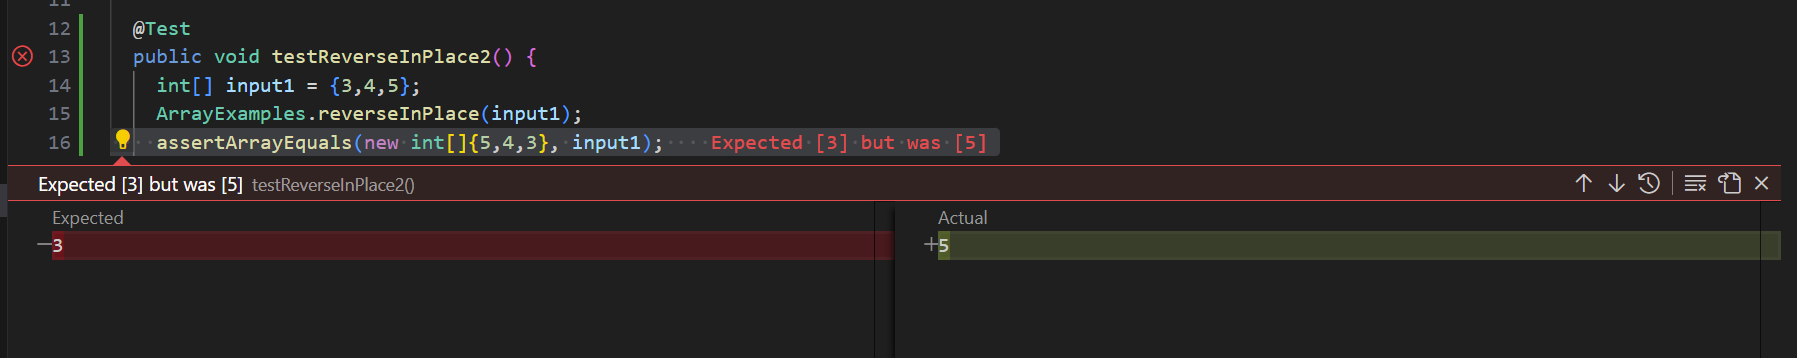 11
12 @Test
13 public void testReverseInPlace2() {
14 int[] input1 = {3,4,5};
15 ArrayExamples.reverseInPlace(input1);
16 assertArrayEquals(new int[]{5,4,3}, input1); Expected [3] but was [5]
Expected [3] but was [5] testReverseInPlace2()
Expected Actual
−3 +5